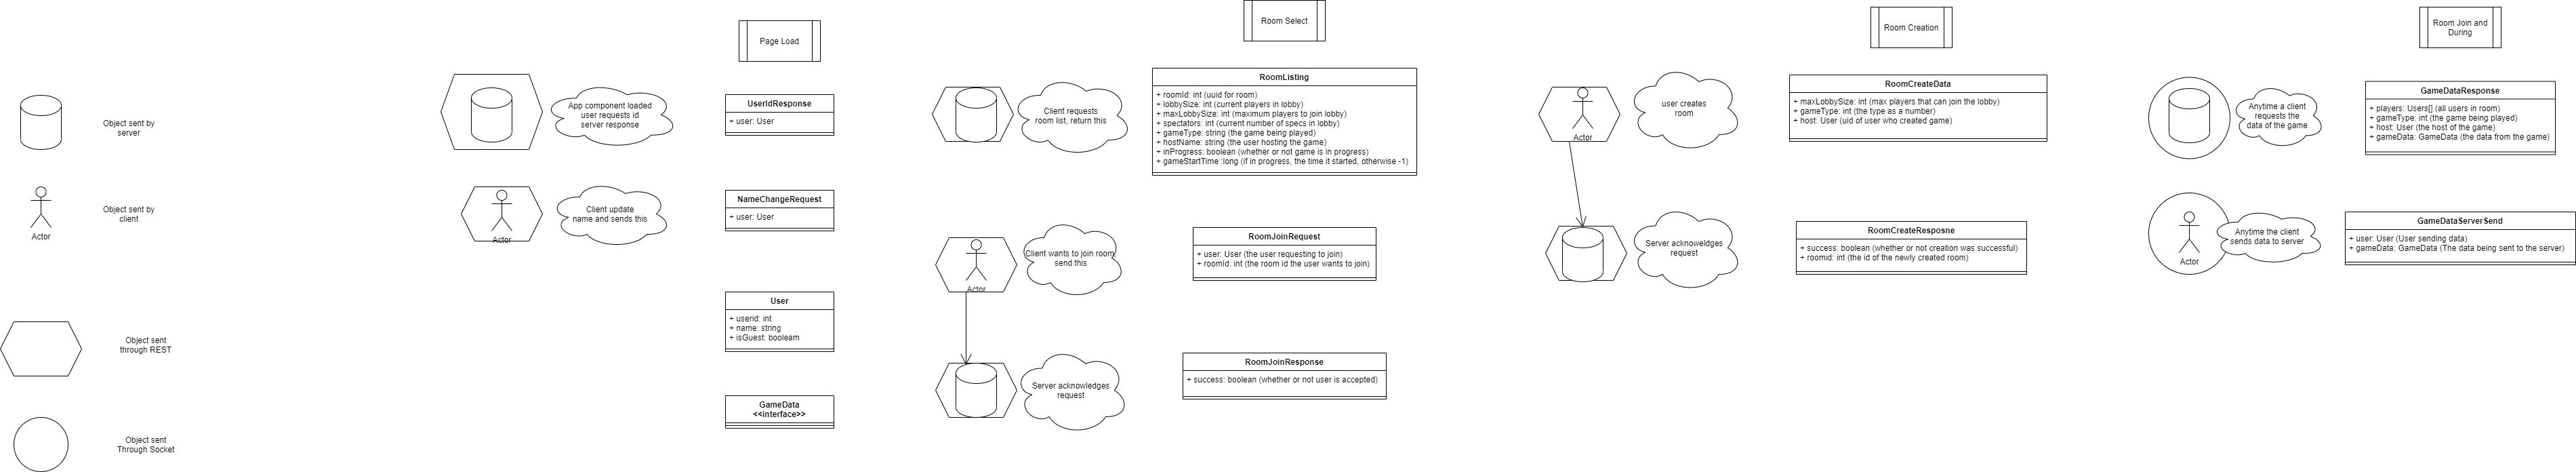 Object sent by
server
Object sent by
client
Actor
Object sent
through REST
Object sent
Through Socket
Page Load
App component loaded
user requests id
server response
UserIdResponse
+ user: User
Actor
Client update
name and sends this
NameChangeRequest
+ user: User
User
+ userid: int
+ name: string
+ isGuest: booleam
GameData
<<interface>>
Room Select
Client requests
room list, return this
RoomListing
+ roomId: int (uuid for room)
+ lobbySize: int (current players in lobby)
+ maxLobbySize: int (maximum players to join lobby)
+ spectators: int (current number of specs in lobby)
+ gameType: string (the game being played)
+ hostName: string (the user hosting the game)
+ inProgress: boolean (whether or not game is in progress)
+ gameStartTime :long (if in progress, the time it started, otherwise -1)
Actor
Client wants to join room,
send this
RoomJoinRequest
+ user: User (the user requesting to join)
+ roomId: int (the room id the user wants to join)
Server acknowledges
request
RoomJoinResponse
+ success: boolean (whether or not user is accepted)
Room Creation
Actor
user creates
room
RoomCreateData
+ maxLobbySize: int (max players that can join the lobby)
+ gameType: int (the type as a number)
+ host: User (uid of user who created game)
Server acknoweldges
request
RoomCreateResposne
+ success: boolean (whether or not creation was successful)
+ roomid: int (the id of the newly created room)
Room Join and
During
Anytime a client
requests the
data of the game
GameDataResponse
+ players: Users[] (all users in room)
+ gameType: int (the game being played)
+ host: User (the host of the game)
+ gameData: GameData (the data from the game)
Actor
Anytime the client
sends data to server
GameDataServerSend
+ user: User (User sending data)
+ gameData: GameData (The data being sent to the server)